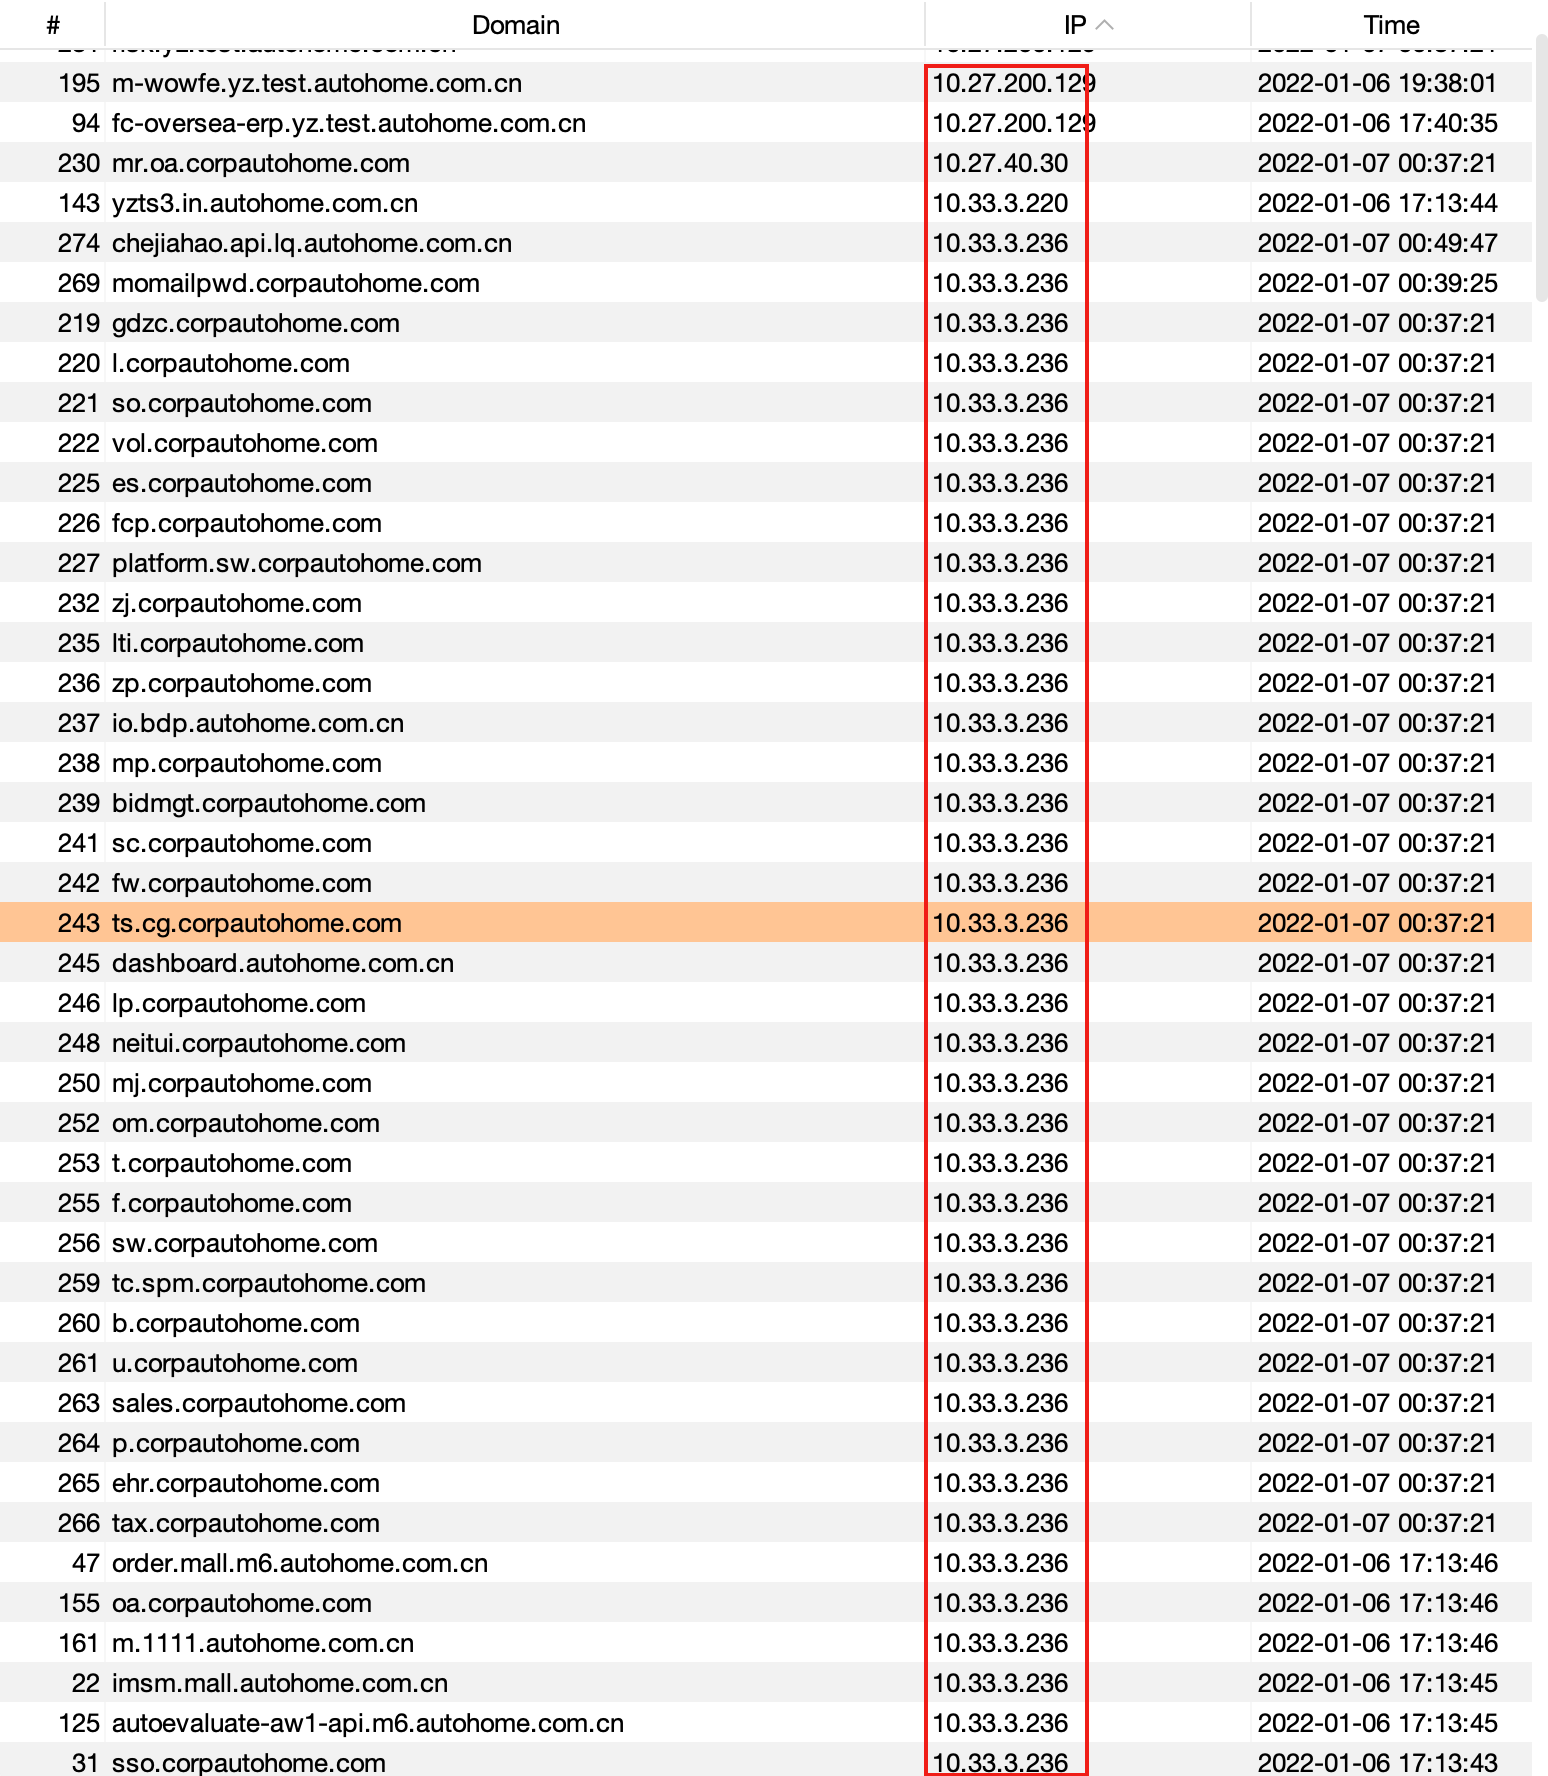 # Domain IP Time
195 m-wowfe.yz.test.autohome.com.cn 10.27.200.129 2022-01-06 19:38:01
94 fc-oversea-erp.yz.test.autohome.com.cn 10.27.200.129 2022-01-06 17:40:35
230 mr.oa.corpautohome.com 10.27.40.30 2022-01-07 00:37:21
143 yzts3.in.autohome.com.cn 10.33.3.220 2022-01-06 17:13:44
274 chejiahao.api.lq.autohome.com.cn 10.33.3.236 2022-01-07 00:49:47
269 momailpwd.corpautohome.com 10.33.3.236 2022-01-07 00:39:25
219 gdzc.corpautohome.com 10.33.3.236 2022-01-07 00:37:21
220 l.corpautohome.com 10.33.3.236 2022-01-07 00:37:21
221 so.corpautohome.com 10.33.3.236 2022-01-07 00:37:21
222 vol.corpautohome.com 10.33.3.236 2022-01-07 00:37:21
225 es.corpautohome.com 10.33.3.236 2022-01-07 00:37:21
226 fcp.corpautohome.com 10.33.3.236 2022-01-07 00:37:21
227 platform.sw.corpautohome.com 10.33.3.236 2022-01-07 00:37:21
232 zj.corpautohome.com 10.33.3.236 2022-01-07 00:37:21
235 lti.corpautohome.com 10.33.3.236 2022-01-07 00:37:21
236 zp.corpautohome.com 10.33.3.236 2022-01-07 00:37:21
237 io.bdp.autohome.com.cn 10.33.3.236 2022-01-07 00:37:21
238 mp.corpautohome.com 10.33.3.236 2022-01-07 00:37:21
239 bidmgt.corpautohome.com 10.33.3.236 2022-01-07 00:37:21
241 sc.corpautohome.com 10.33.3.236 2022-01-07 00:37:21
242 fw.corpautohome.com 10.33.3.236 2022-01-07 00:37:21
243 ts.cg.corpautohome.com 10.33.3.236 2022-01-07 00:37:21
245 dashboard.autohome.com.cn 10.33.3.236 2022-01-07 00:37:21
246 lp.corpautohome.com 10.33.3.236 2022-01-07 00:37:21
248 neitui.corpautohome.com 10.33.3.236 2022-01-07 00:37:21
250 mj.corpautohome.com 10.33.3.236 2022-01-07 00:37:21
252 om.corpautohome.com 10.33.3.236 2022-01-07 00:37:21
253 t.corpautohome.com 10.33.3.236 2022-01-07 00:37:21
255 f.corpautohome.com 10.33.3.236 2022-01-07 00:37:21
256 sw.corpautohome.com 10.33.3.236 2022-01-07 00:37:21
259 tc.spm.corpautohome.com 10.33.3.236 2022-01-07 00:37:21
260 b.corpautohome.com 10.33.3.236 2022-01-07 00:37:21
261 u.corpautohome.com 10.33.3.236 2022-01-07 00:37:21
263 sales.corpautohome.com 10.33.3.236 2022-01-07 00:37:21
264 p.corpautohome.com 10.33.3.236 2022-01-07 00:37:21
265 ehr.corpautohome.com 10.33.3.236 2022-01-07 00:37:21
266 tax.corpautohome.com 10.33.3.236 2022-01-07 00:37:21
47 order.mall.m6.autohome.com.cn 10.33.3.236 2022-01-06 17:13:46
155 oa.corpautohome.com 10.33.3.236 2022-01-06 17:13:46
161 m.1111.autohome.com.cn 10.33.3.236 2022-01-06 17:13:46
22 imsm.mall.autohome.com.cn 10.33.3.236 2022-01-06 17:13:45
125 autoevaluate-aw1-api.m6.autohome.com.cn 10.33.3.236 2022-01-06 17:13:45
31 sso.corpautohome.com 10.33.3.236 2022-01-06 17:13:43